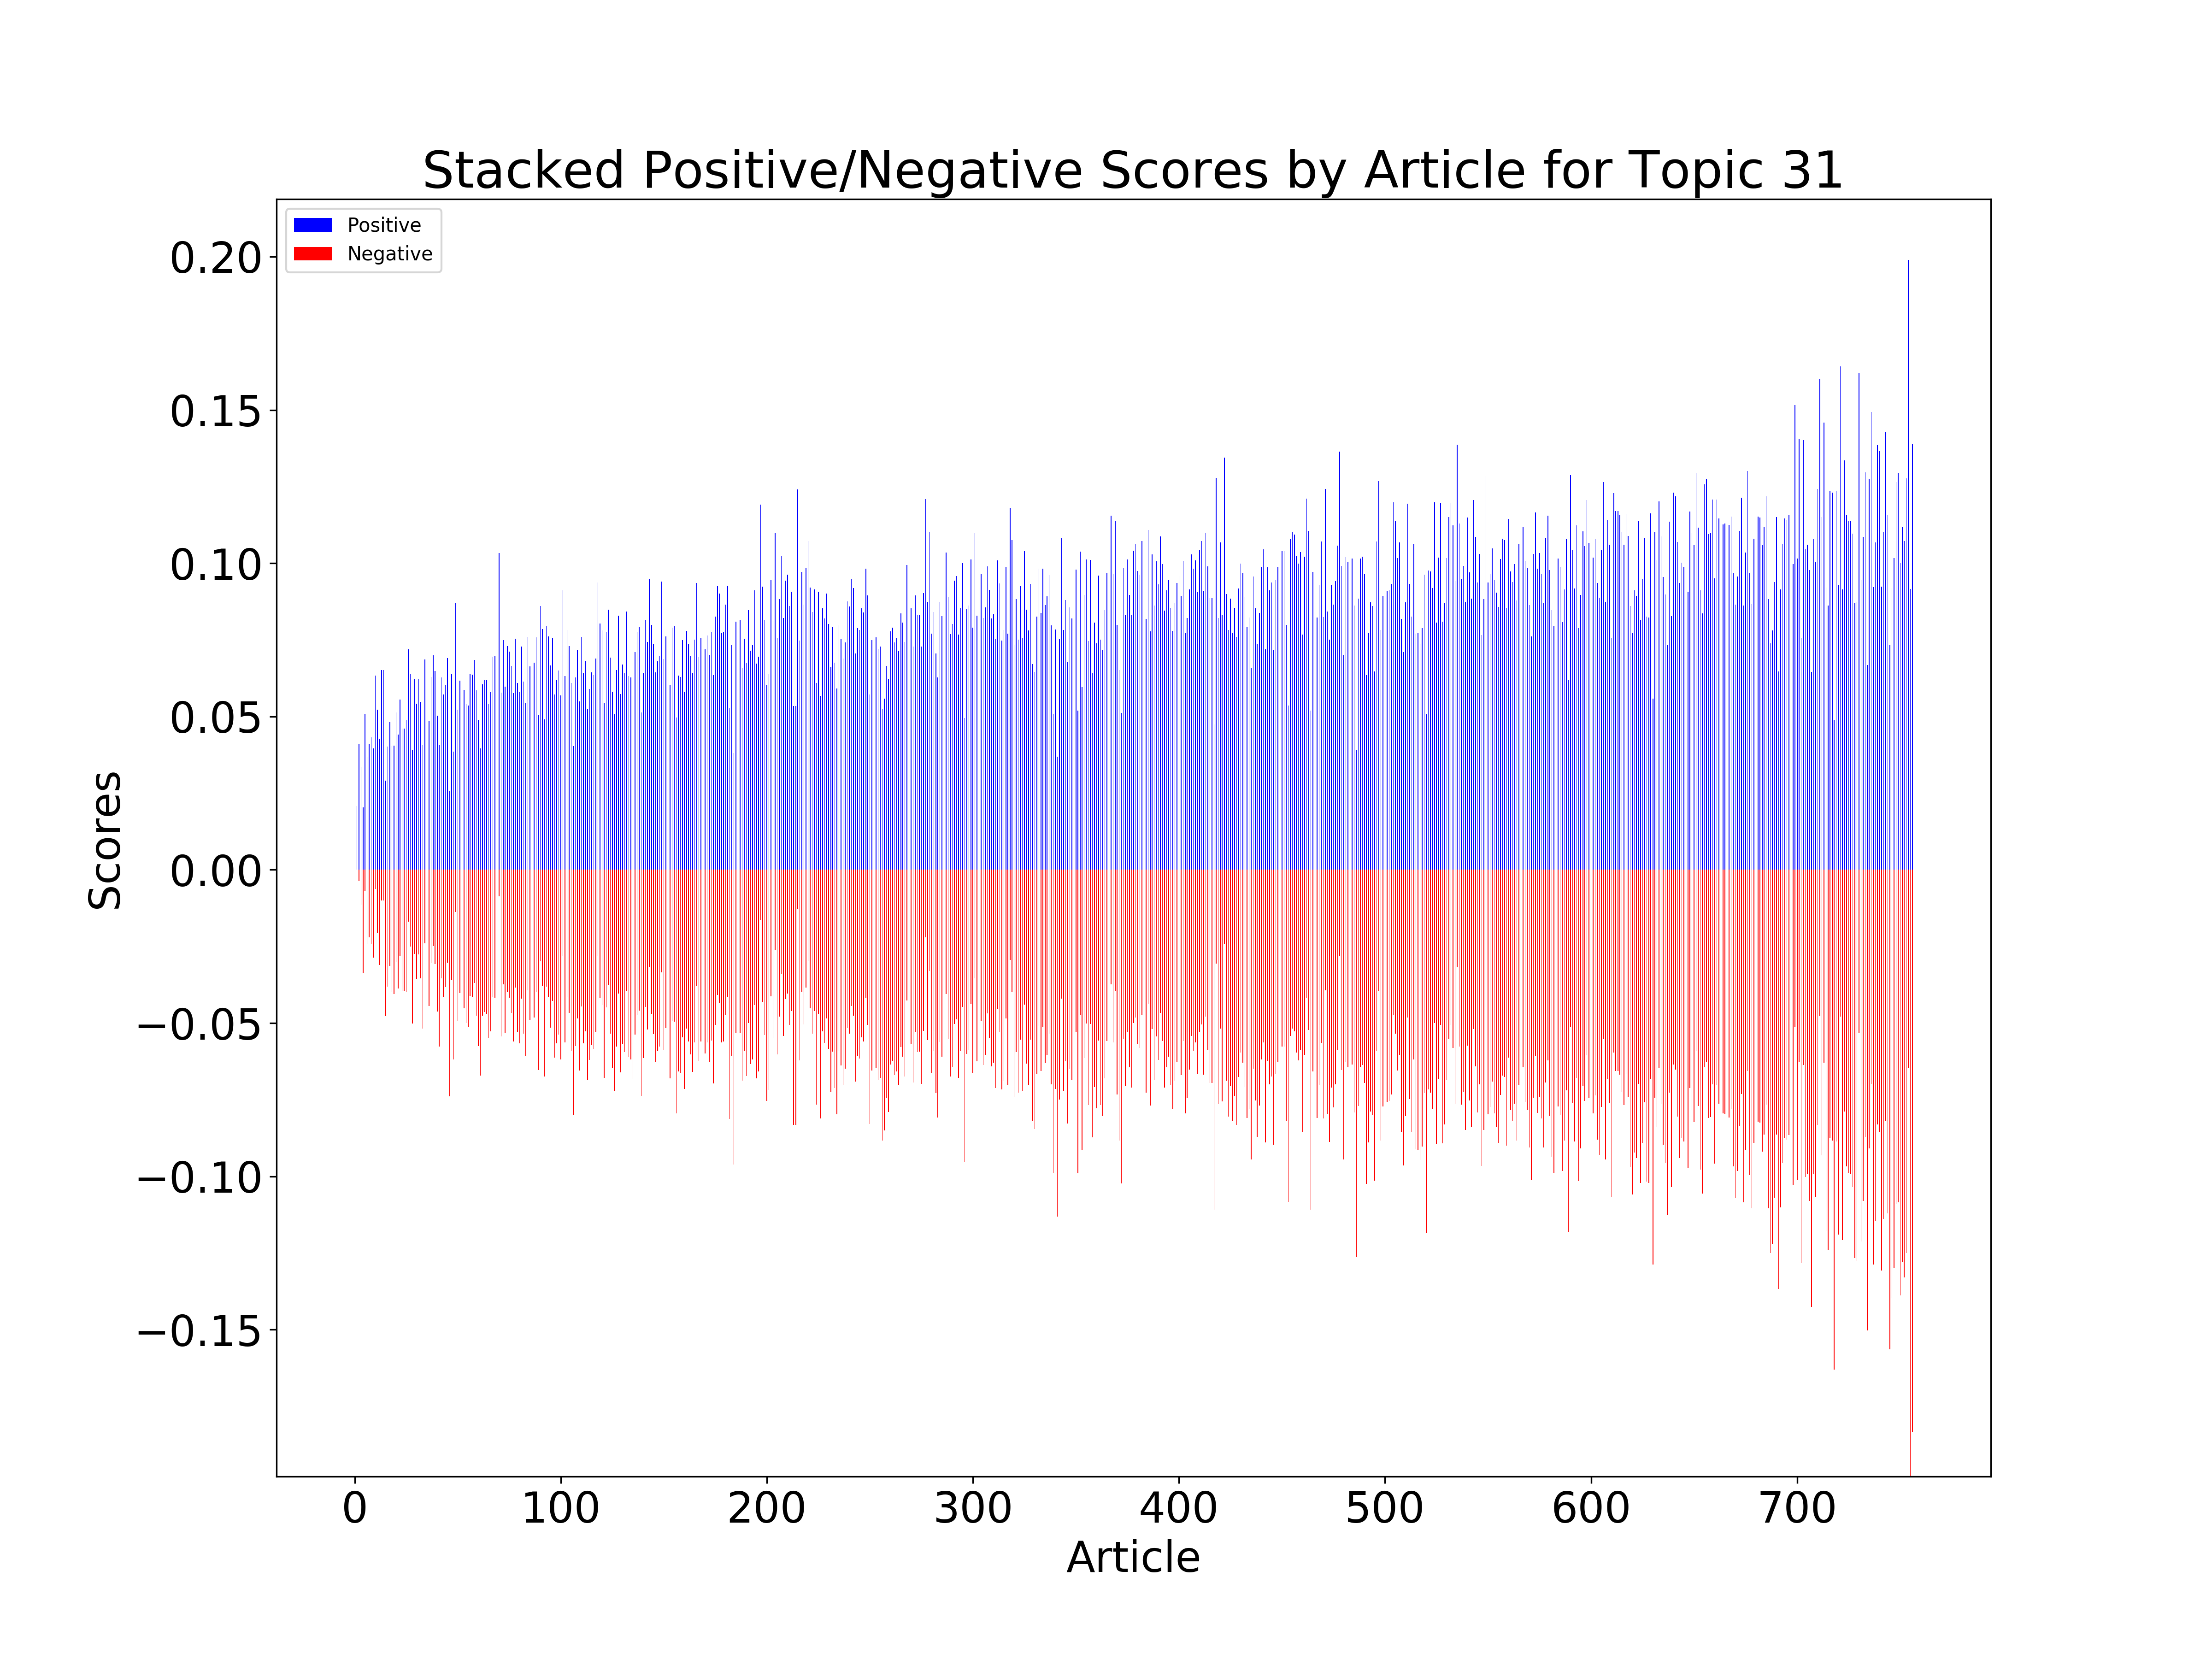 Stacked Positive/Negative Scores by Article for Topic 31
Positive
Negative
0.20
0.15
0.10
0.05
0.00
−0.05
−0.10
−0.15
Scores
0 100 200 300 400 500 600 700
Article